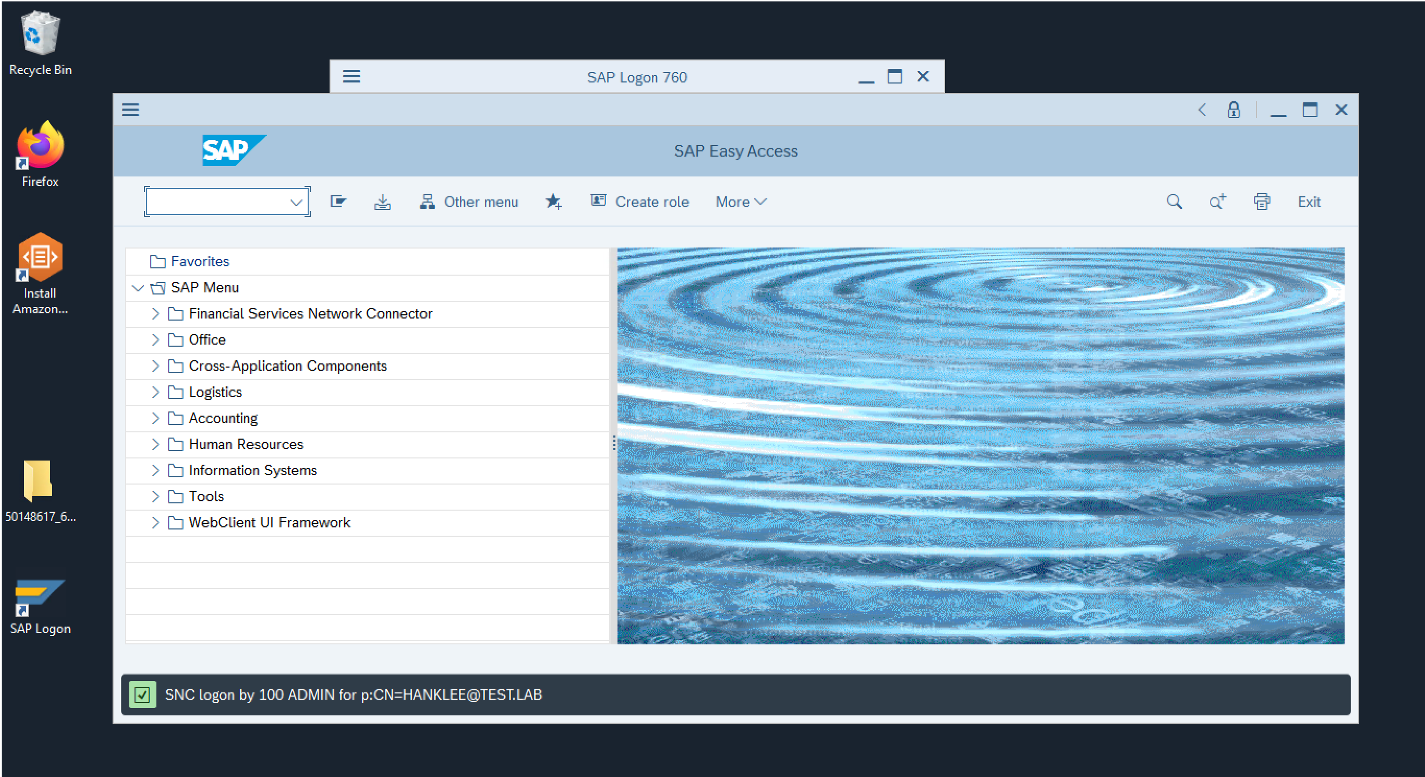 Recycle Bin
Firefox
Install
Amazon...
50148617_6...
SAP Logon
SAP Logon 760
SAP
SAP Easy Access
Other menu
Create role
More
Exit
Favorites
SAP Menu
Financial Services Network Connector
Office
Cross-Application Components
Logistics
Accounting
Human Resources
Information Systems
Tools
WebClient UI Framework
SNC logon by 100 ADMIN for p:CN=HANKLEE@TEST.LAB